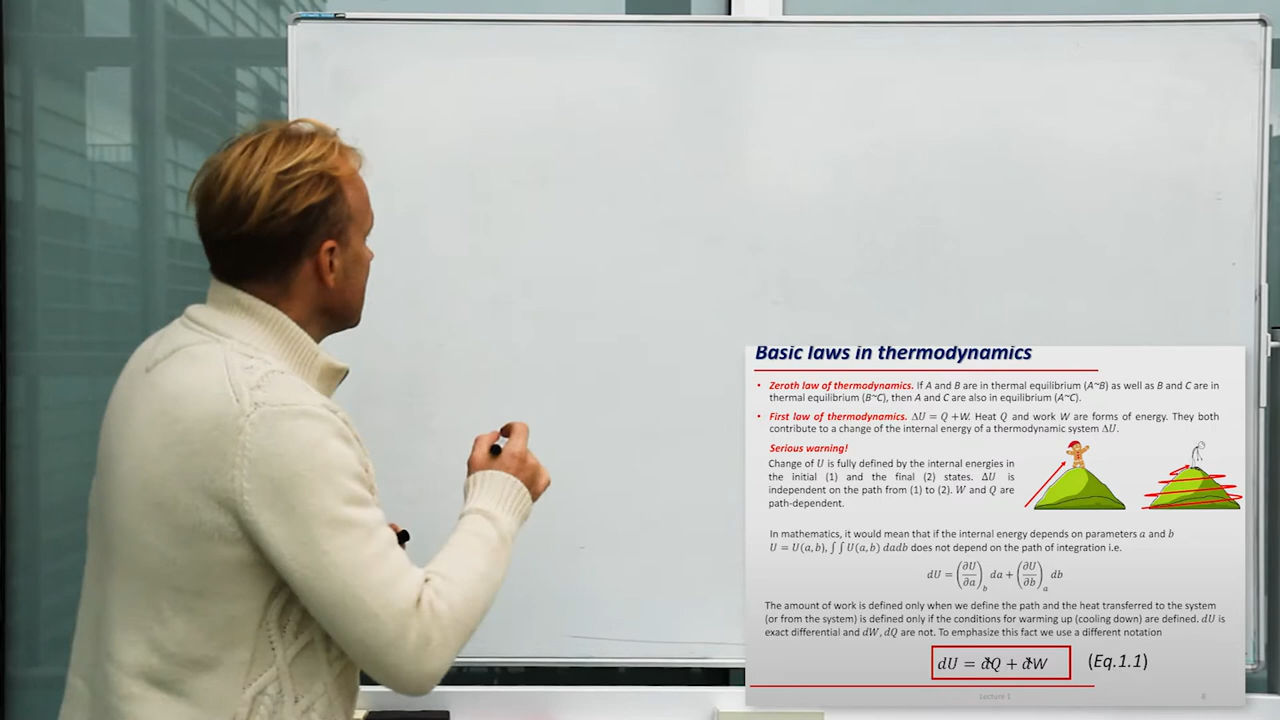 Basic laws in thermodynamics
• Zeroth law of thermodynamics. If A and B are in thermal equilibrium (A~B) as well as B and C are in
thermal equilibrium (B~C), then A and C are also in equilibrium (A~C).
• First law of thermodynamics. ΔU = Q +W. Heat Q and work W are forms of energy. They both
contribute to a change of the internal energy of a thermodynamic system ΔU.
Serious warning!
Change of U is fully defined by the internal energies in
the initial (1) and the final (2) states. ΔU is
independent on the path from (1) to (2). W and Q are
path-dependent.
In mathematics, it would mean that if the internal energy depends on parameters a and b
U = U(a, b), ∫ ∫ U(a, b) dadb does not depend on the path of integration i.e.
dU = (∂U/∂a)_b da + (∂U/∂b)_a db
The amount of work is defined only when we define the path and the heat transferred to the system
(or from the system) is defined only if the conditions for warming up (cooling down) are defined. dU is
exact differential and dW, dQ are not. To emphasize this fact we use a different notation
dU = đQ + đW (Eq.1.1)
Lecture 1 8